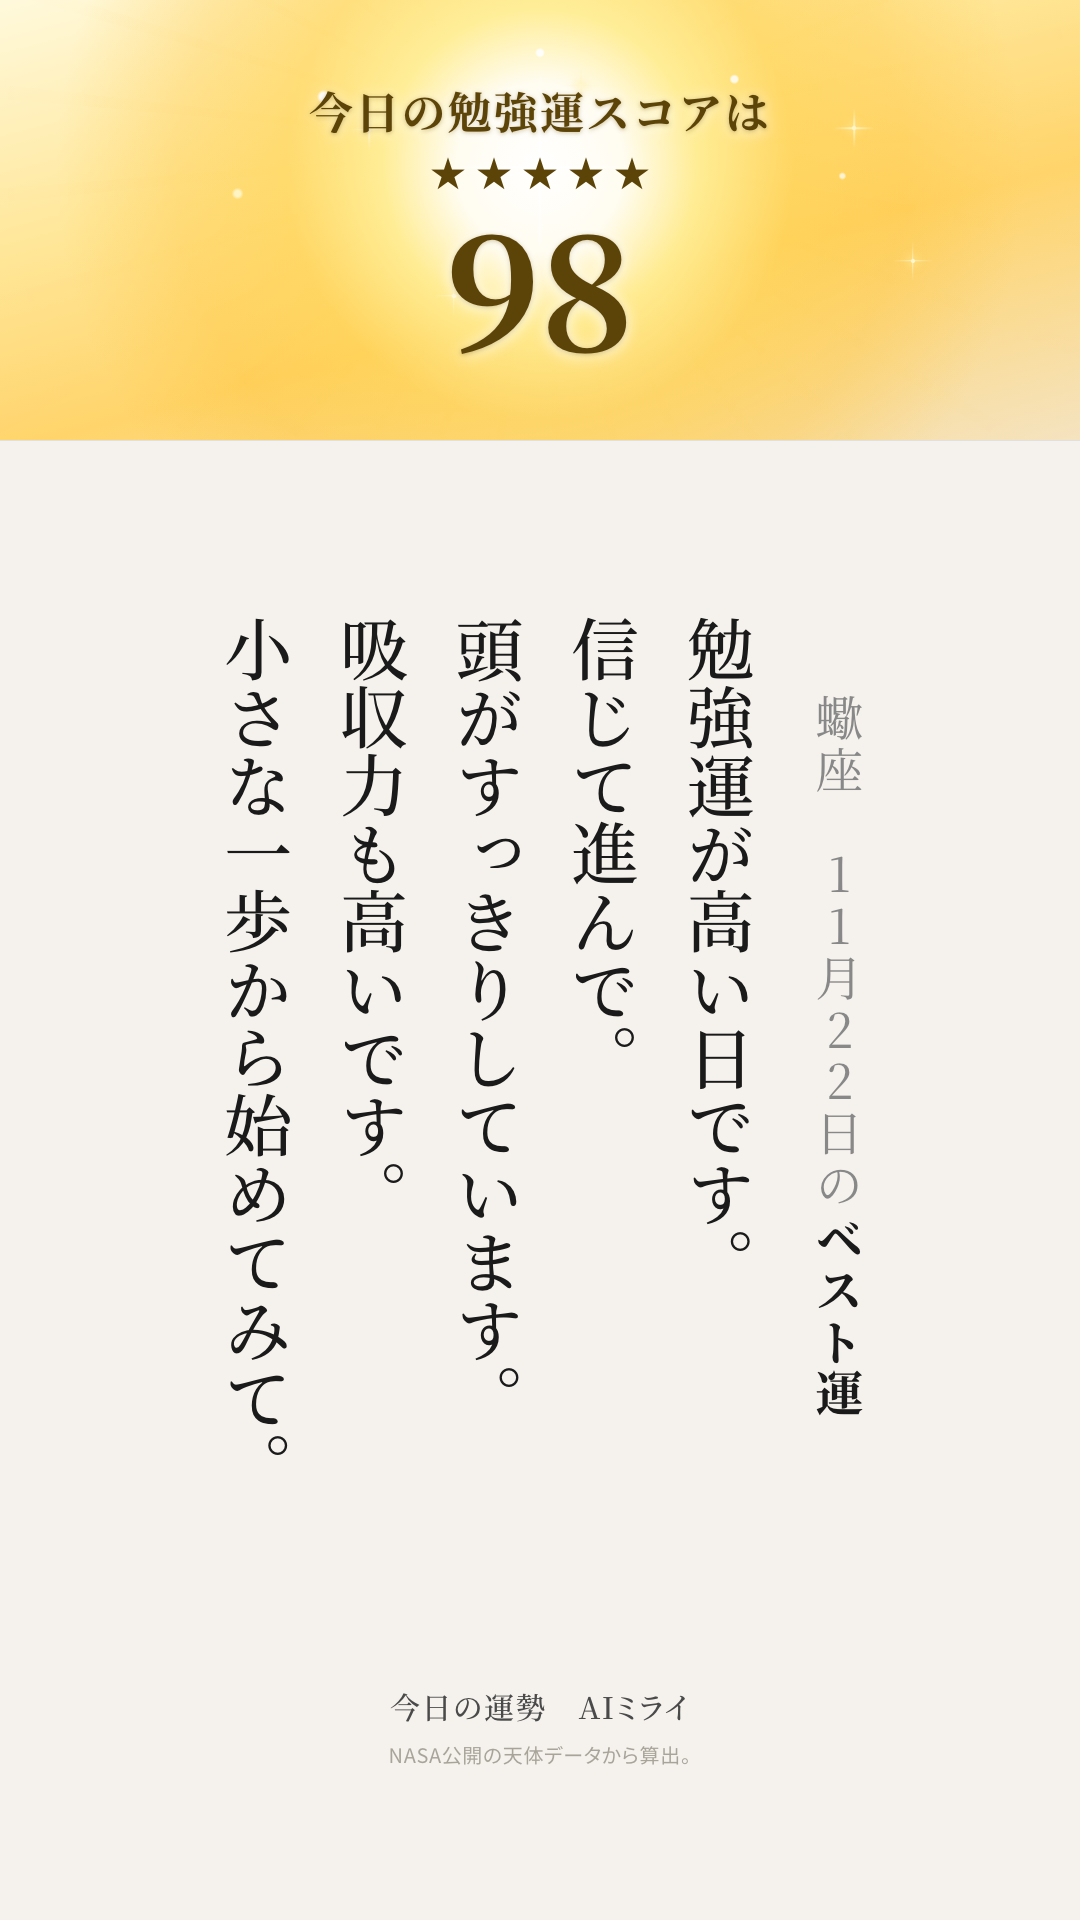 今日の勉強運スコアは
★★★★★
98
蠍座　11月22日のベスト運
勉強運が高い日です。
信じて進んで。
頭がすっきりしています。
吸収力も高いです。
小さな一歩から始めてみて。
今日の運勢　AIミライ
NASA公開の天体データから算出。